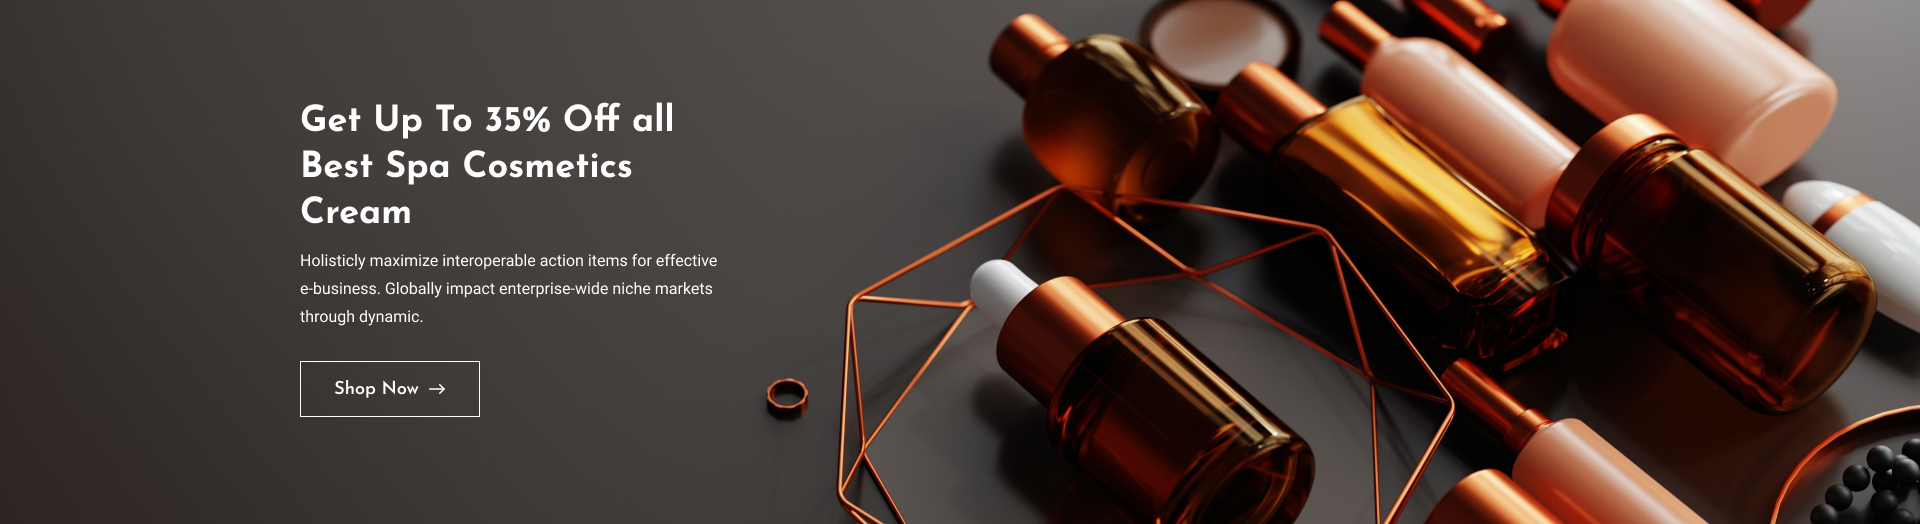 Get Up To 35% Off all
Best Spa Cosmetics
Cream
Holisticly maximize interoperable action items for effective
e-business. Globally impact enterprise-wide niche markets
through dynamic.
Shop Now →